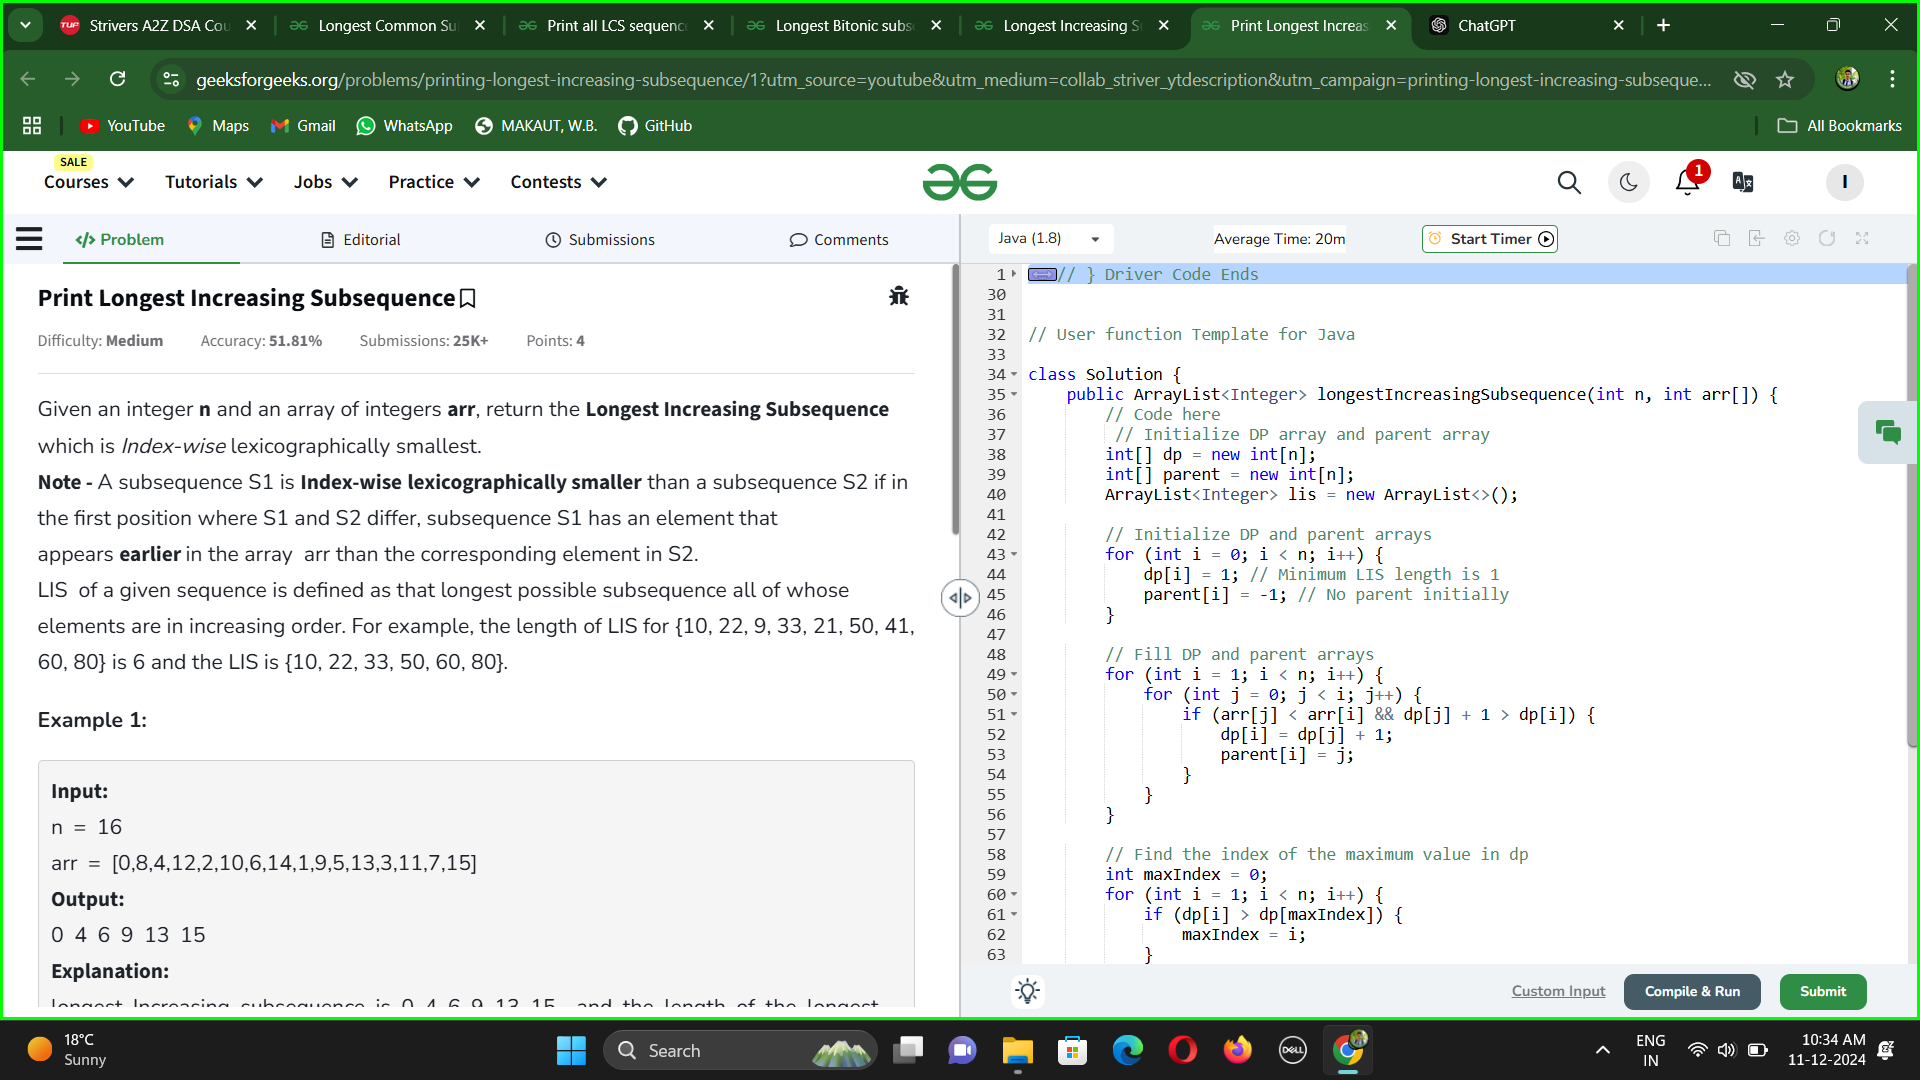 Strivers A2Z DSA Cou
Longest Common Su
Print all LCS sequenc
Longest Bitonic subs
Longest Increasing S
Print Longest Increas
ChatGPT
geeksforgeeks.org/problems/printing-longest-increasing-subsequence/1?utm_source=youtube&utm_medium=collab_striver_ytdescription&utm_campaign=printing-longest-increasing-subseque...
YouTube
Maps
Gmail
WhatsApp
MAKAUT, W.B.
GitHub
All Bookmarks
SALE
Courses
Tutorials
Jobs
Practice
Contests
1
I
</> Problem
Editorial
Submissions
Comments
Print Longest Increasing Subsequence
Difficulty: Medium Accuracy: 51.81% Submissions: 25K+ Points: 4
Given an integer n and an array of integers arr, return the Longest Increasing Subsequence
which is Index-wise lexicographically smallest.
Note - A subsequence S1 is Index-wise lexicographically smaller than a subsequence S2 if in
the first position where S1 and S2 differ, subsequence S1 has an element that
appears earlier in the array arr than the corresponding element in S2.
LIS of a given sequence is defined as that longest possible subsequence all of whose
elements are in increasing order. For example, the length of LIS for {10, 22, 9, 33, 21, 50, 41,
60, 80} is 6 and the LIS is {10, 22, 33, 50, 60, 80}.
Example 1:
Input:
n = 16
arr = [0,8,4,12,2,10,6,14,1,9,5,13,3,11,7,15]
Output:
0 4 6 9 13 15
Explanation:
longest Increasing subsequence is 0 4 6 9 13 15 and the length of the longest
Java (1.8)
Average Time: 20m
Start Timer
1 // } Driver Code Ends
30
31
32 // User function Template for Java
33
34 class Solution {
35 public ArrayList<Integer> longestIncreasingSubsequence(int n, int arr[]) {
36 // Code here
37 // Initialize DP array and parent array
38 int[] dp = new int[n];
39 int[] parent = new int[n];
40 ArrayList<Integer> lis = new ArrayList<>();
41
42 // Initialize DP and parent arrays
43 for (int i = 0; i < n; i++) {
44 dp[i] = 1; // Minimum LIS length is 1
45 parent[i] = -1; // No parent initially
46 }
47
48 // Fill DP and parent arrays
49 for (int i = 1; i < n; i++) {
50 for (int j = 0; j < i; j++) {
51 if (arr[j] < arr[i] && dp[j] + 1 > dp[i]) {
52 dp[i] = dp[j] + 1;
53 parent[i] = j;
54 }
55 }
56 }
57
58 // Find the index of the maximum value in dp
59 int maxIndex = 0;
60 for (int i = 1; i < n; i++) {
61 if (dp[i] > dp[maxIndex]) {
62 maxIndex = i;
63 }
Custom Input
Compile & Run
Submit
18°C
Sunny
Search
DELL
ENG
IN
10:34 AM
11-12-2024